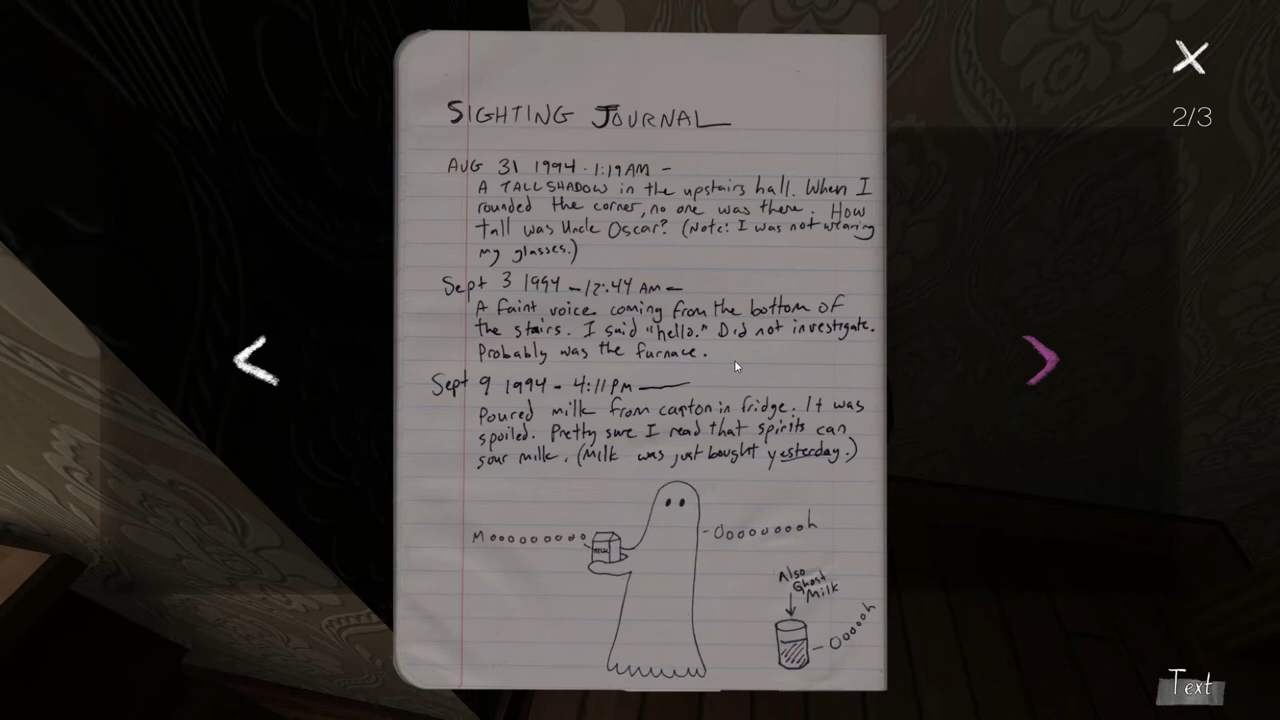 SIGHTING JOURNAL
2/3
AUG 31 1994 - 1:19 AM -
A TALL SHADOW in the upstairs hall. When I
rounded the corner, no one was there. How
tall was Uncle Oscar? (Note: I was not wearing
my glasses.)
Sept 3 1994 - 12:44 AM -
A faint voice coming from the bottom of
the stairs. I said "hello." Did not investigate.
Probably was the furnace.
Sept 9 1994 - 4:11 PM -
Poured milk from carton in fridge. It was
spoiled. Pretty sure I read that spirits can
sour milk. (Milk was just bought yesterday.)
Mooooooooo
MILK
-Ooooooooh
Also
Ghost
Milk
-Oooooh
Text